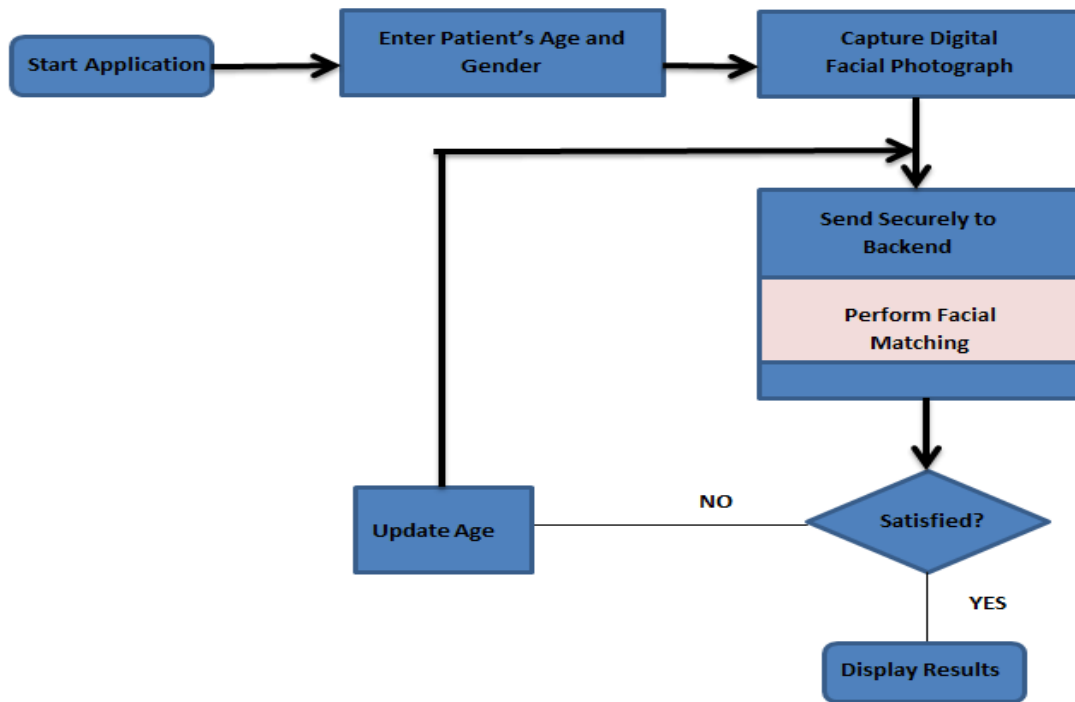 Start Application
Enter Patient’s Age and
Gender
Capture Digital
Facial Photograph
Send Securely to
Backend
Perform Facial
Matching
Satisfied?
NO
Update Age
YES
Display Results